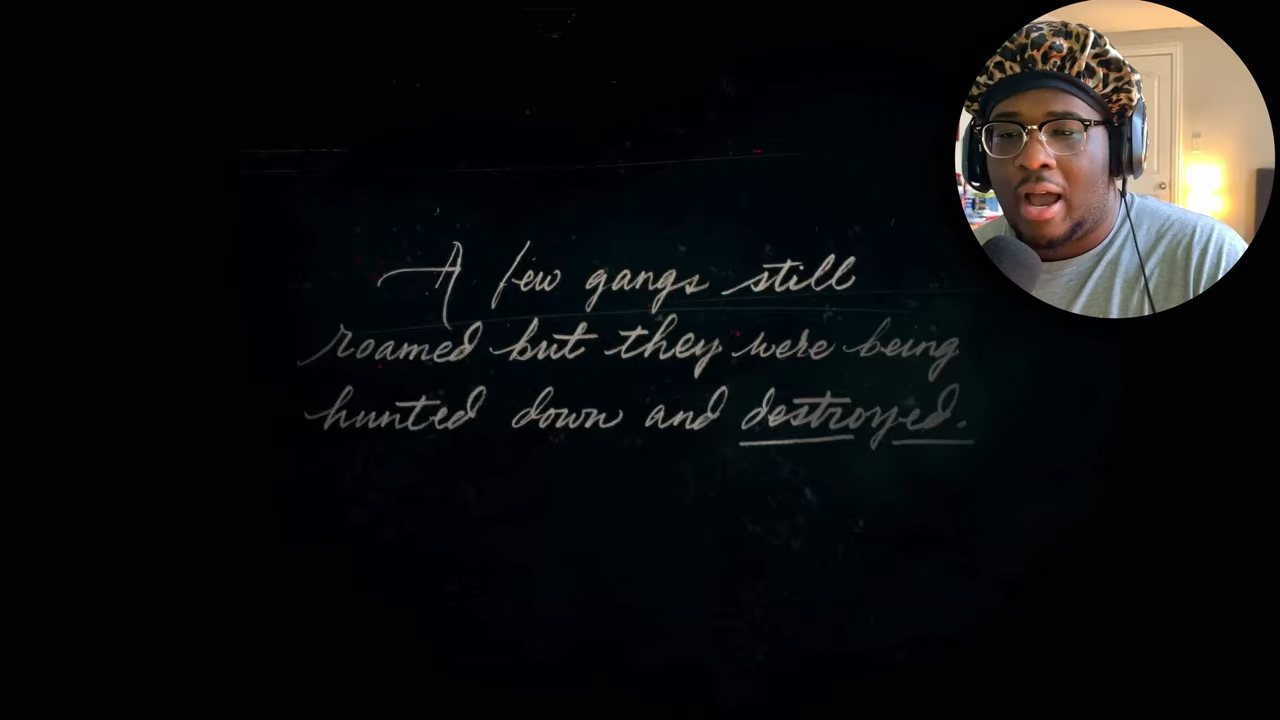 A few gangs still
roamed but they were being
hunted down and destroyed.